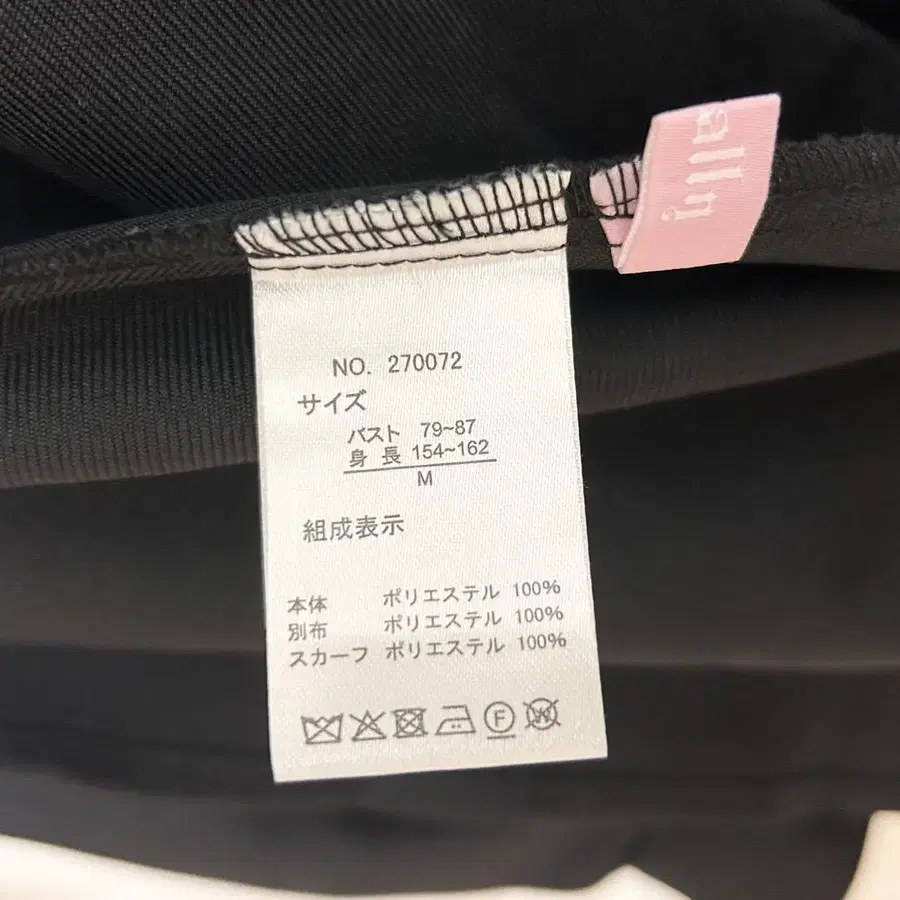 ally
NO. 270072
サイズ
バスト 79~87
身長 154~162
M
組成表示
本体 ポリエステル 100%
別布 ポリエステル 100%
スカーフ ポリエステル 100%
F
W